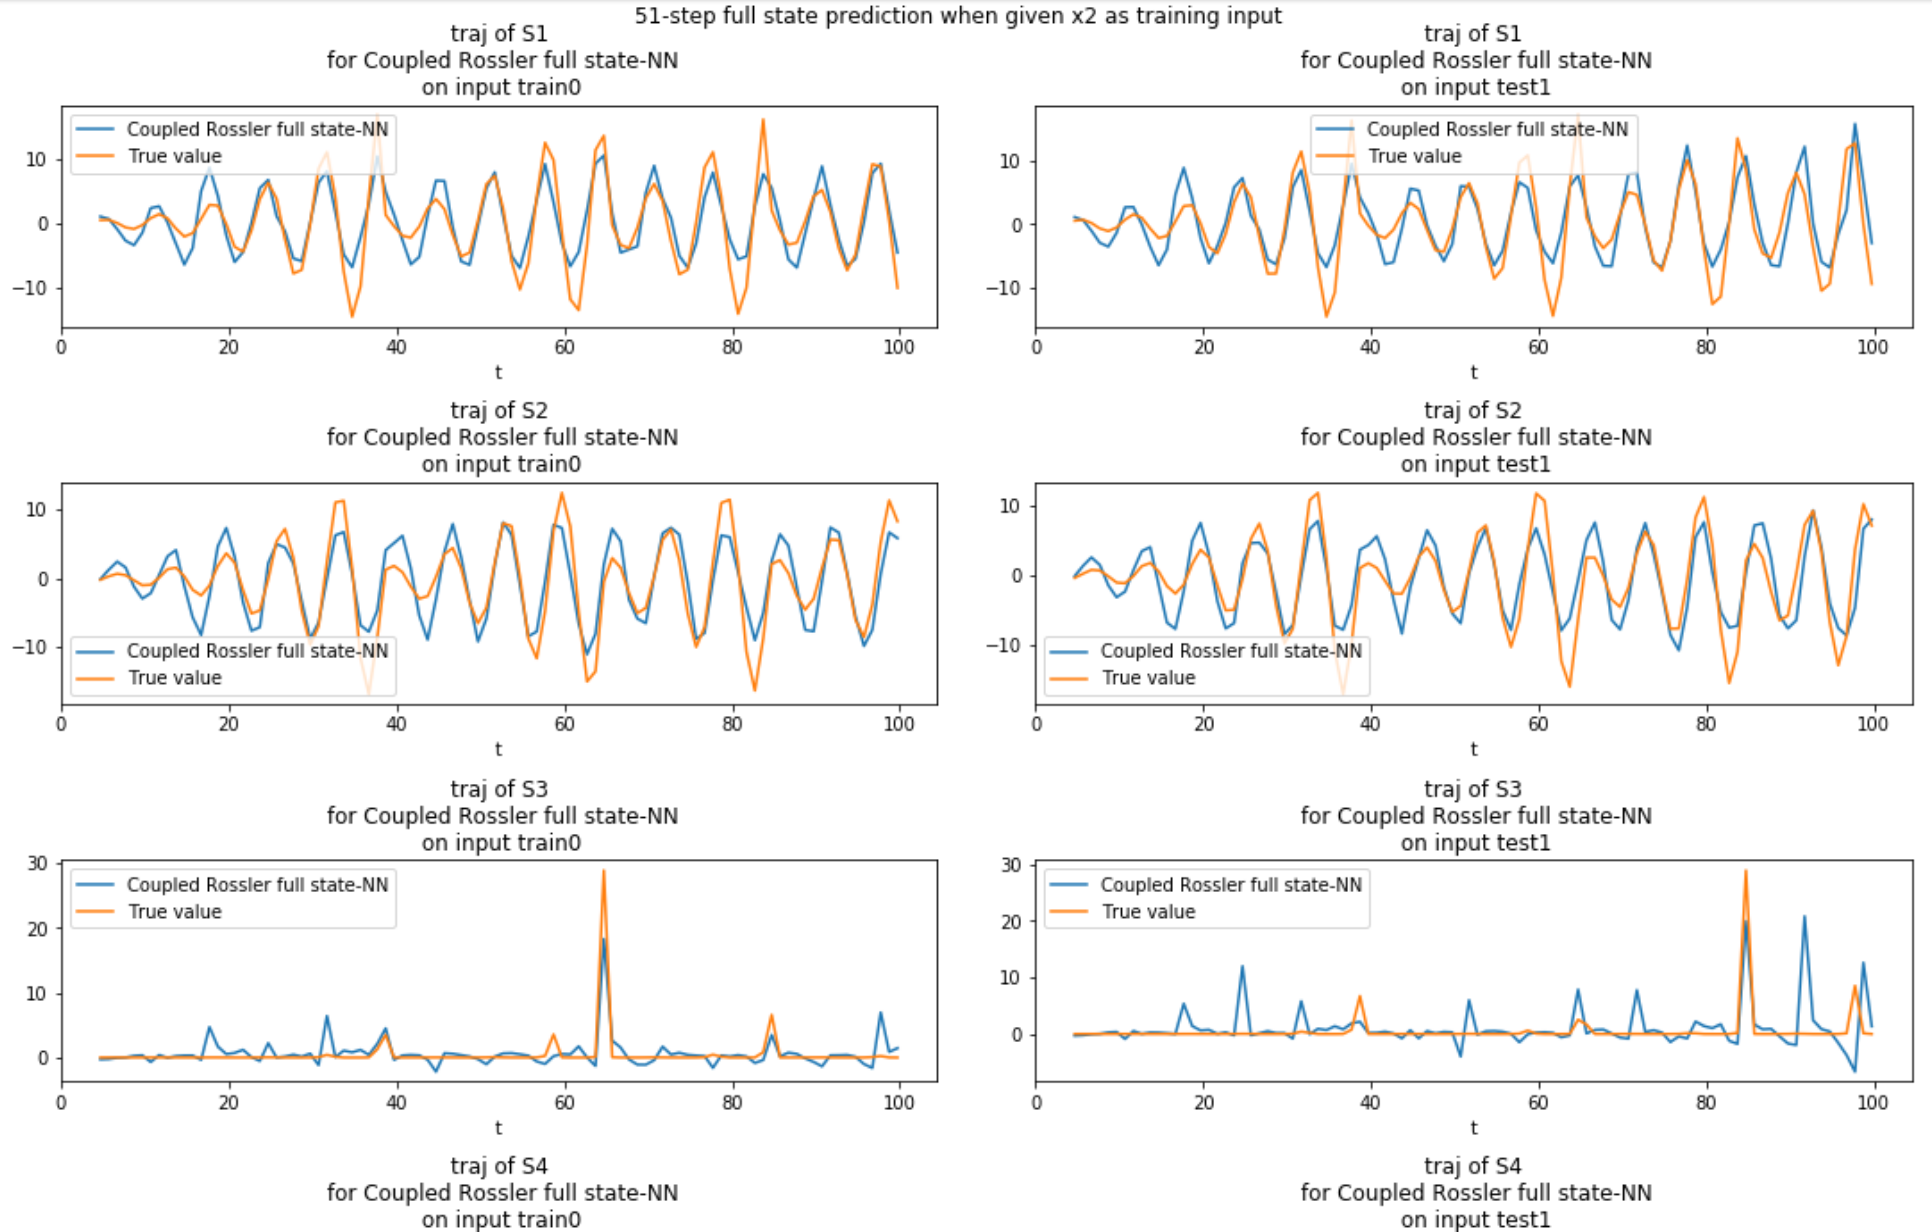 51-step full state prediction when given x2 as training input
traj of S1
for Coupled Rossler full state-NN
on input train0
Coupled Rossler full state-NN
True value
10
0
−10
0 20 40 60 80 100
t
traj of S1
for Coupled Rossler full state-NN
on input test1
Coupled Rossler full state-NN
True value
10
0
−10
0 20 40 60 80 100
t
traj of S2
for Coupled Rossler full state-NN
on input train0
10
0
−10
Coupled Rossler full state-NN
True value
0 20 40 60 80 100
t
traj of S2
for Coupled Rossler full state-NN
on input test1
10
0
−10
Coupled Rossler full state-NN
True value
0 20 40 60 80 100
t
traj of S3
for Coupled Rossler full state-NN
on input train0
30
Coupled Rossler full state-NN
True value
20
10
0
0 20 40 60 80 100
t
traj of S3
for Coupled Rossler full state-NN
on input test1
30
Coupled Rossler full state-NN
True value
20
10
0
0 20 40 60 80 100
t
traj of S4
for Coupled Rossler full state-NN
on input train0
traj of S4
for Coupled Rossler full state-NN
on input test1